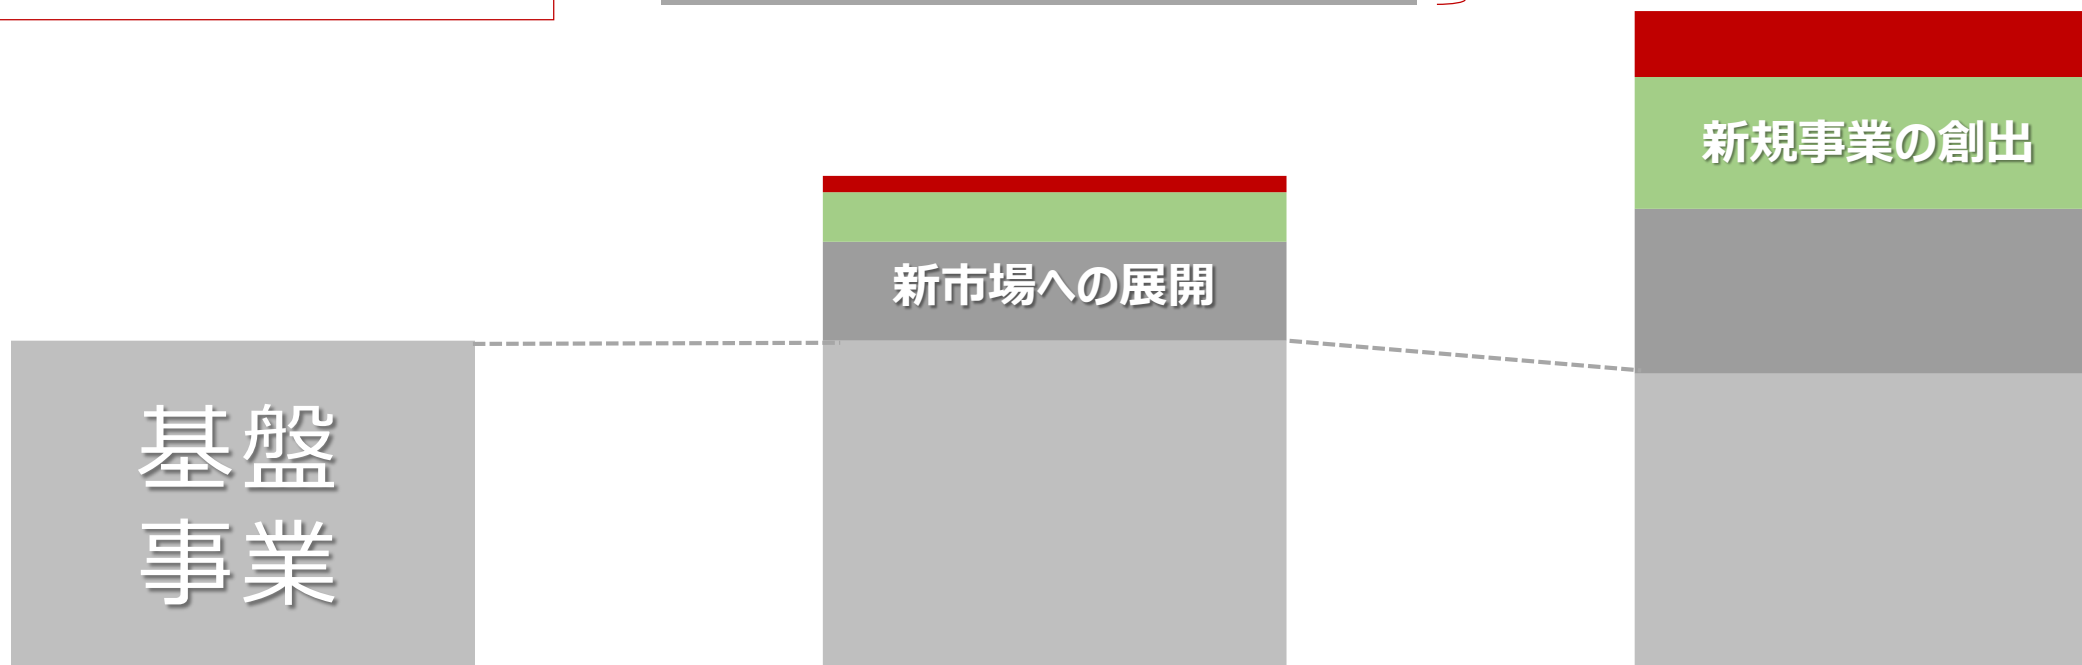 新規事業の創出
新市場への展開
基盤
事業